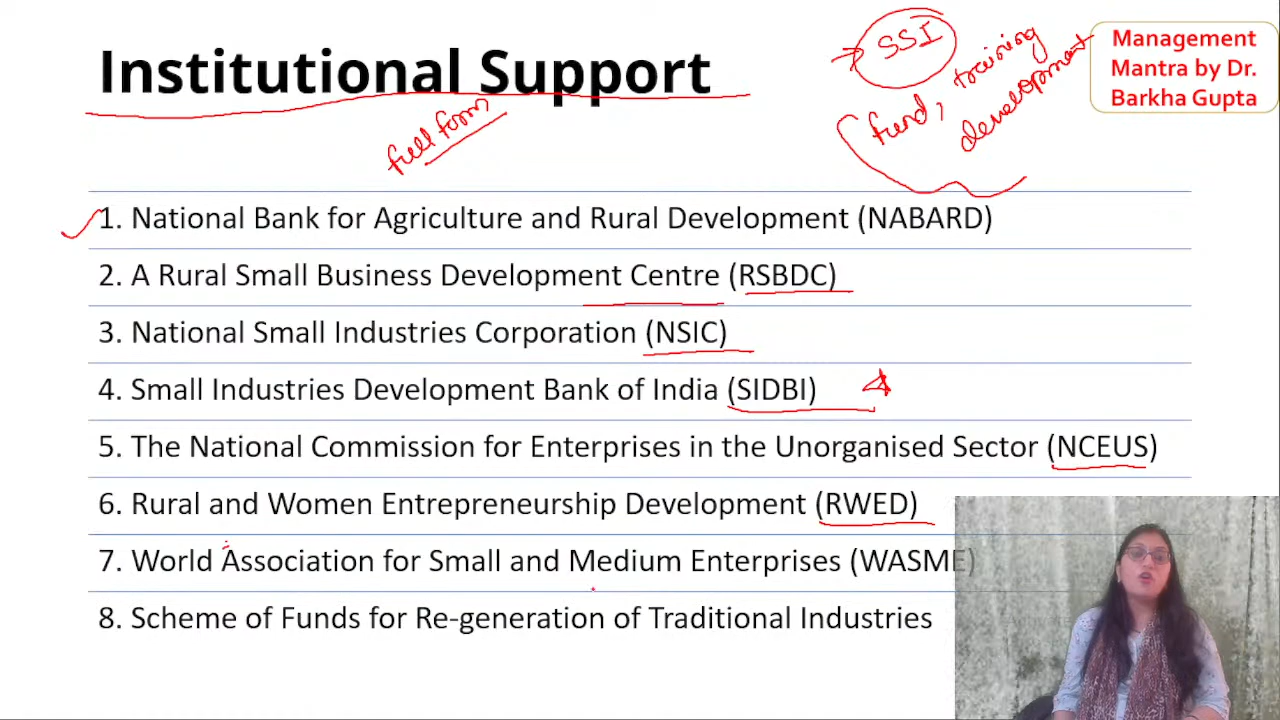 Institutional Support
SSI
fund, training
development
Management
Mantra by Dr.
Barkha Gupta
full form
1. National Bank for Agriculture and Rural Development (NABARD)
2. A Rural Small Business Development Centre (RSBDC)
3. National Small Industries Corporation (NSIC)
4. Small Industries Development Bank of India (SIDBI)
5. The National Commission for Enterprises in the Unorganised Sector (NCEUS)
6. Rural and Women Entrepreneurship Development (RWED)
7. World Association for Small and Medium Enterprises (WASME)
8. Scheme of Funds for Re-generation of Traditional Industries